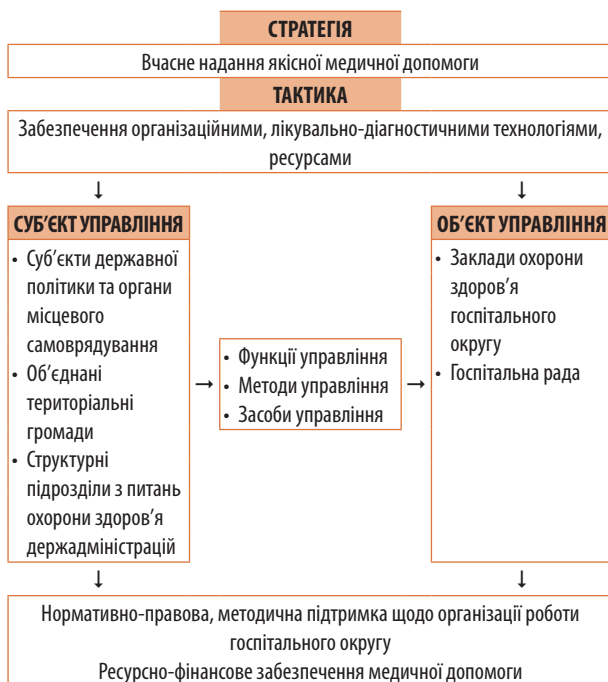 СТРАТЕГІЯ
Вчасне надання якісної медичної допомоги
ТАКТИКА
Забезпечення організаційними, лікувально-діагностичними технологіями,
ресурсами
↓ ↓
СУБ’ЄКТ УПРАВЛІННЯ
• Суб’єкти державної
політики та органи
місцевого
самоврядування
• Об’єднані
територіальні
громади
• Структурні
підрозділи з питань
охорони здоров’я
держадміністрацій
→
• Функції управління
• Методи управління
• Засоби управління
→
ОБ’ЄКТ УПРАВЛІННЯ
• Заклади охорони
здоров’я
госпітального
округу
• Госпітальна рада
↓ ↓
Нормативно-правова, методична підтримка щодо організації роботи
госпітального округу
Ресурсно-фінансове забезпечення медичної допомоги